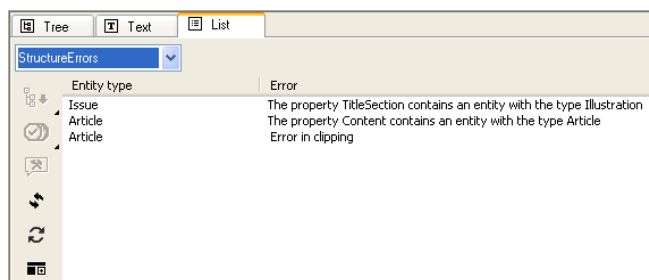 Tree Text List
StructureErrors
Entity type Error
Issue The property TitleSection contains an entity with the type Illustration
Article The property Content contains an entity with the type Article
Article Error in clipping